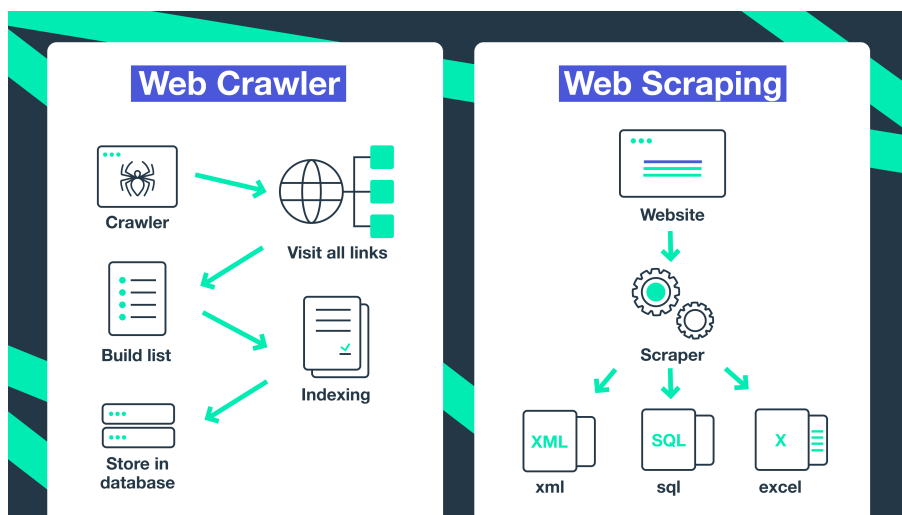 Web Crawler
Crawler
Visit all links
Build list
Indexing
Store in
database
Web Scraping
Website
Scraper
XML
SQL
X
xml
sql
excel